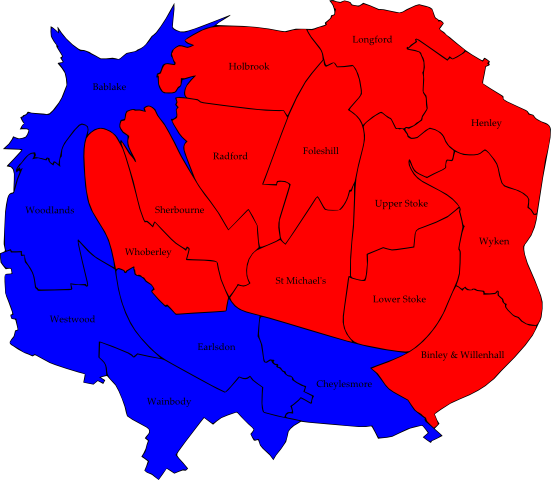 Longford
Holbrook
Bablake
Henley
Foleshill
Radford
Upper Stoke
Sherbourne
Woodlands
Wyken
Whoberley
St Michael's
Lower Stoke
Westwood
Earlsdon
Binley & Willenhall
Cheylesmore
Wainbody